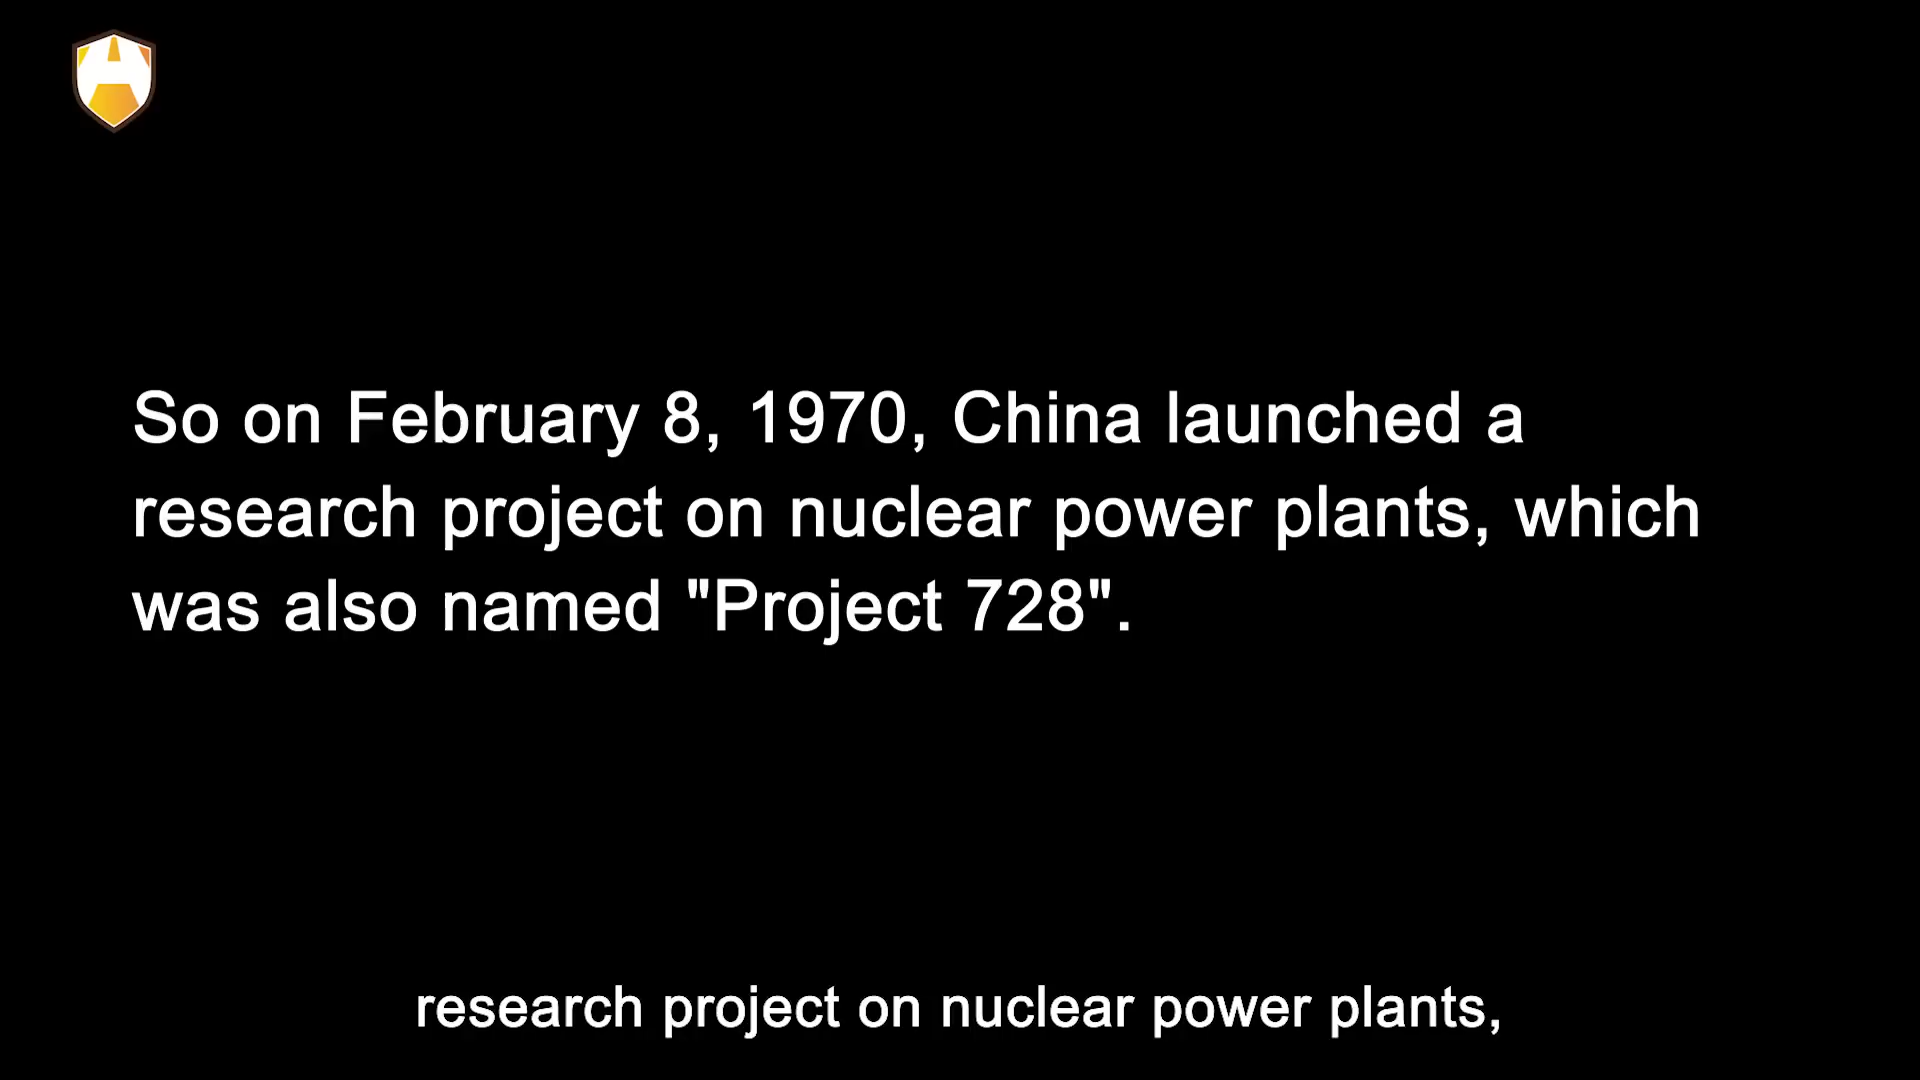 So on February 8, 1970, China launched a
research project on nuclear power plants, which
was also named "Project 728".
research project on nuclear power plants,